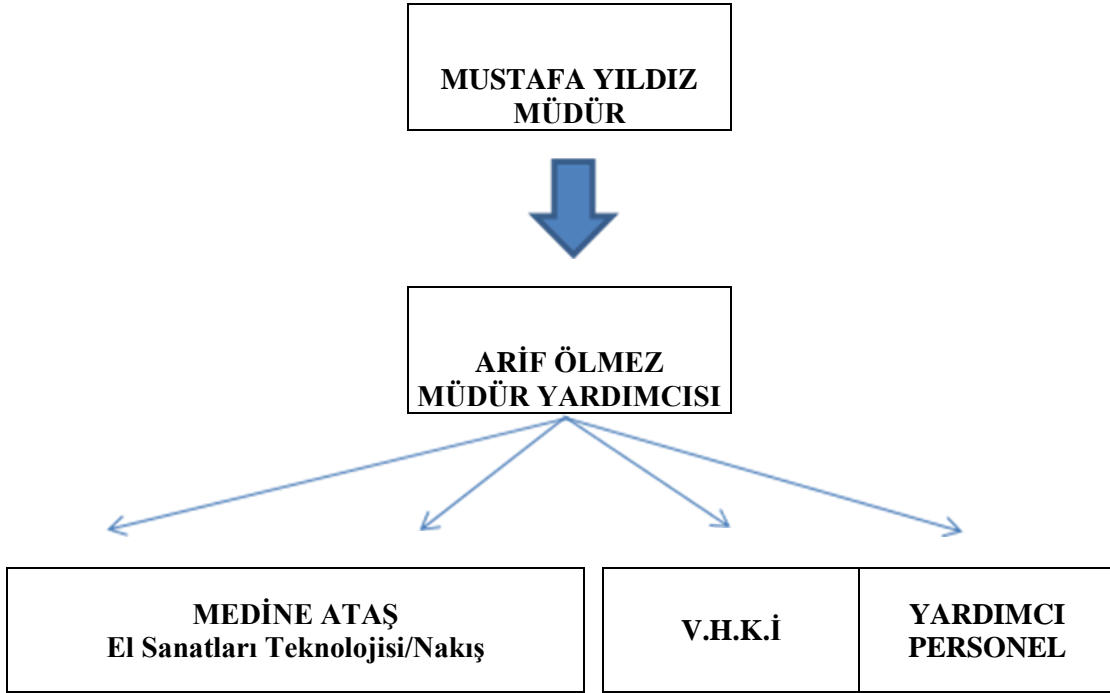 MUSTAFA YILDIZ
MÜDÜR
ARİF ÖLMEZ
MÜDÜR YARDIMCISI
MEDİNE ATAŞ
El Sanatları Teknolojisi/Nakış
V.H.K.İ
YARDIMCI
PERSONEL